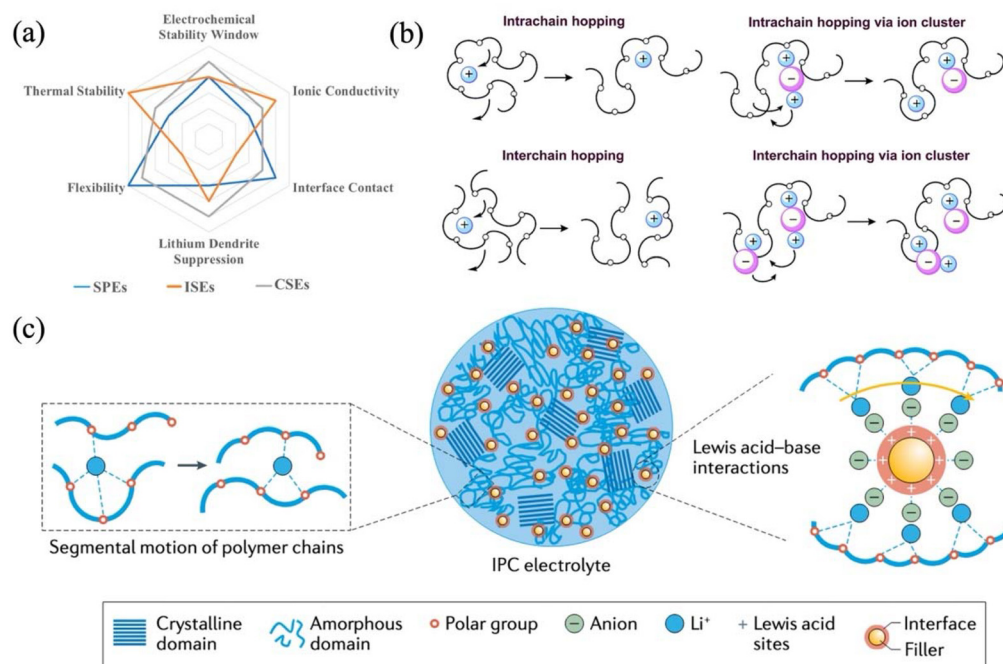 (a)
Electrochemical
Stability Window
Thermal Stability
Ionic Conductivity
Flexibility
Interface Contact
Lithium Dendrite
Suppression
SPEs
ISEs
CSEs
(b)
Intrachain hopping
Intrachain hopping via ion cluster
+
+
+
−
+
+
−
+
Interchain hopping
Interchain hopping via ion cluster
+
+
+
−
+
+
−
+
−
+
−
+
(c)
Segmental motion of polymer chains
IPC electrolyte
Lewis acid–base
interactions
Crystalline
domain
Amorphous
domain
Polar group
Anion
Li⁺
+ Lewis acid
sites
Interface
Filler